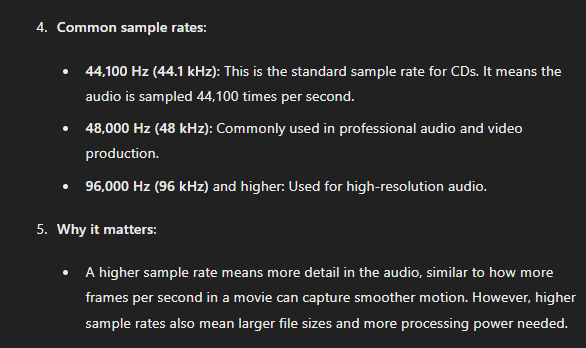 4. Common sample rates:
• 44,100 Hz (44.1 kHz): This is the standard sample rate for CDs. It means the
audio is sampled 44,100 times per second.
• 48,000 Hz (48 kHz): Commonly used in professional audio and video
production.
• 96,000 Hz (96 kHz) and higher: Used for high-resolution audio.
5. Why it matters:
• A higher sample rate means more detail in the audio, similar to how more
frames per second in a movie can capture smoother motion. However, higher
sample rates also mean larger file sizes and more processing power needed.